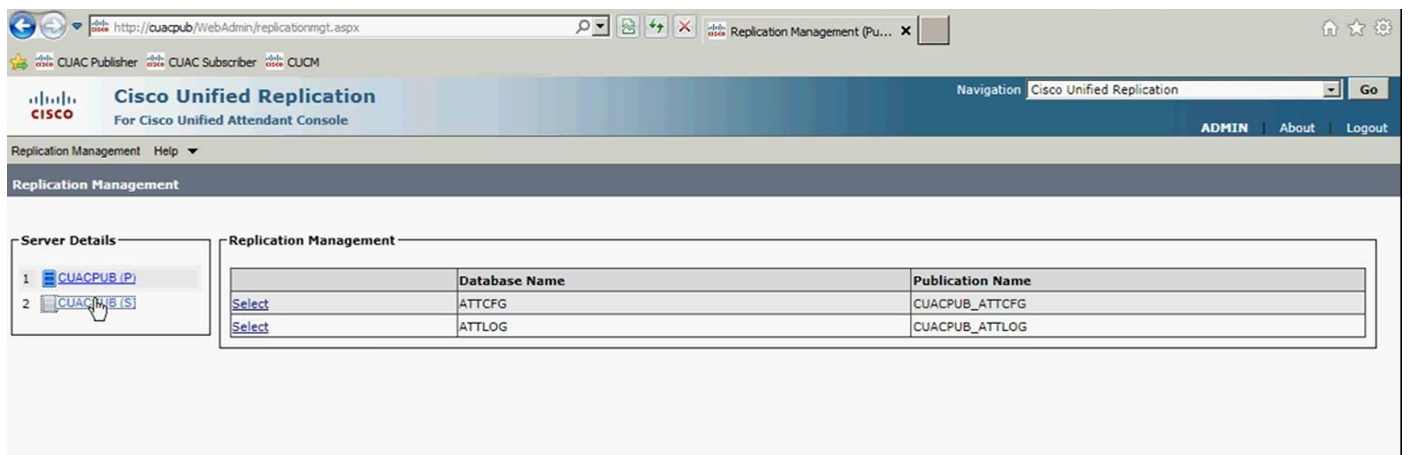 http://cuacpub/WebAdmin/replicationmgt.aspx
Replication Management (Pu...
CUAC Publisher CUAC Subscriber CUCM
CISCO
Cisco Unified Replication
For Cisco Unified Attendant Console
Navigation Cisco Unified Replication Go
ADMIN | About | Logout
Replication Management Help
Replication Management
Server Details
1 CUACPUB (P)
2 CUACPUB (S)
Replication Management
Database Name Publication Name
Select ATTCFG CUACPUB_ATTCFG
Select ATTLOG CUACPUB_ATTLOG